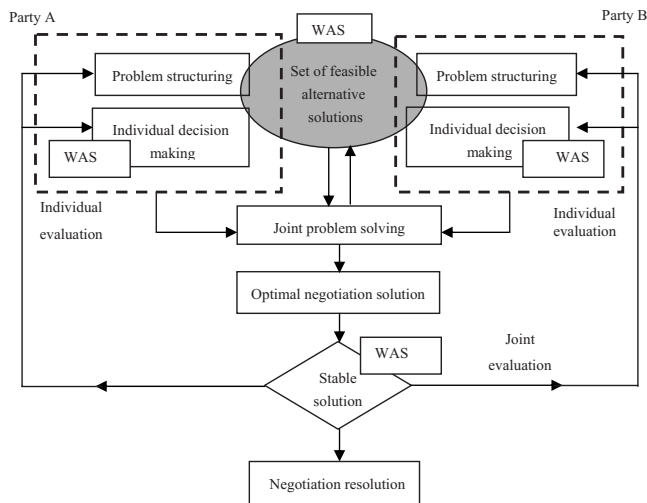 Party A
WAS
Party B
Problem structuring
Set of feasible
alternative
solutions
Problem structuring
Individual decision
making
WAS
Individual decision
making
WAS
Individual
evaluation
Individual
evaluation
Joint problem solving
Optimal negotiation solution
WAS
Stable
solution
Joint
evaluation
Negotiation resolution